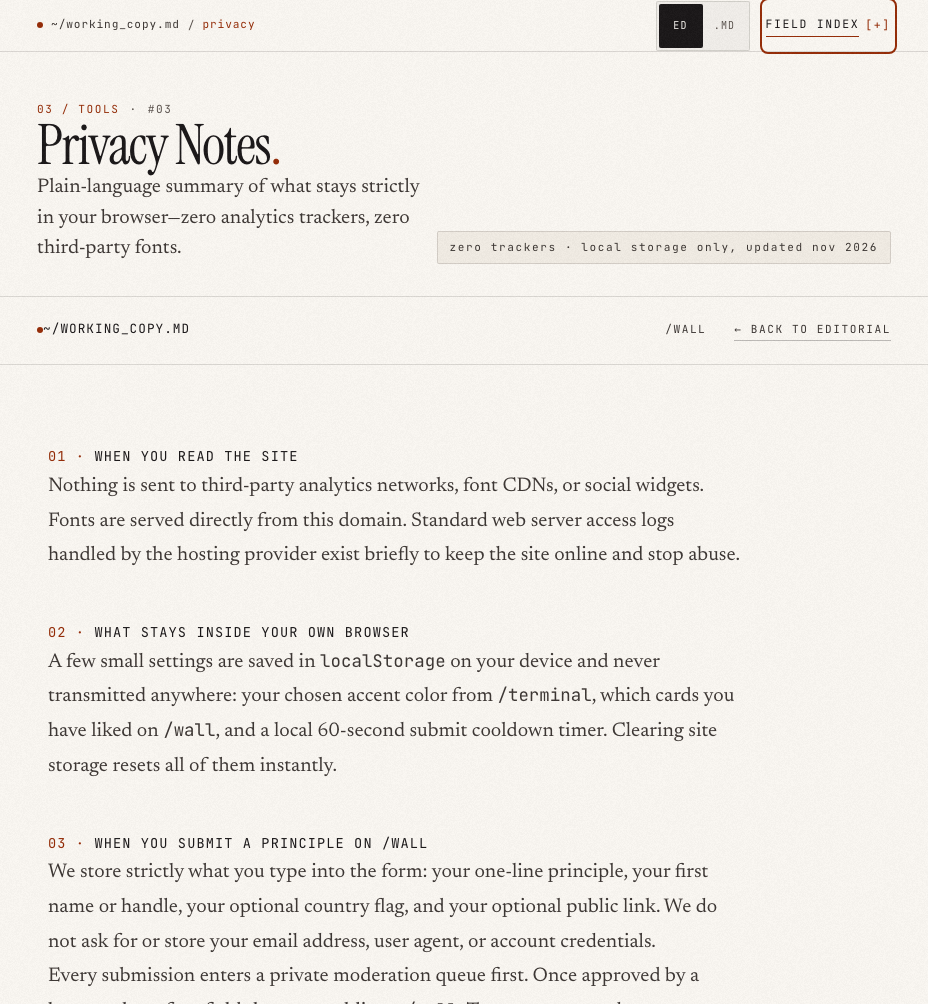 ~/working_copy.md / privacy
ED .MD FIELD INDEX [+]
03 / TOOLS · #03
Privacy Notes.
Plain-language summary of what stays strictly
in your browser—zero analytics trackers, zero
third-party fonts.
zero trackers · local storage only, updated nov 2026
~/WORKING_COPY.MD
/WALL ← BACK TO EDITORIAL
01 · WHEN YOU READ THE SITE
Nothing is sent to third-party analytics networks, font CDNs, or social widgets.
Fonts are served directly from this domain. Standard web server access logs
handled by the hosting provider exist briefly to keep the site online and stop abuse.
02 · WHAT STAYS INSIDE YOUR OWN BROWSER
A few small settings are saved in localStorage on your device and never
transmitted anywhere: your chosen accent color from /terminal, which cards you
have liked on /wall, and a local 60-second submit cooldown timer. Clearing site
storage resets all of them instantly.
03 · WHEN YOU SUBMIT A PRINCIPLE ON /WALL
We store strictly what you type into the form: your one-line principle, your first
name or handle, your optional country flag, and your optional public link. We do
not ask for or store your email address, user agent, or account credentials.
Every submission enters a private moderation queue first. Once approved by a